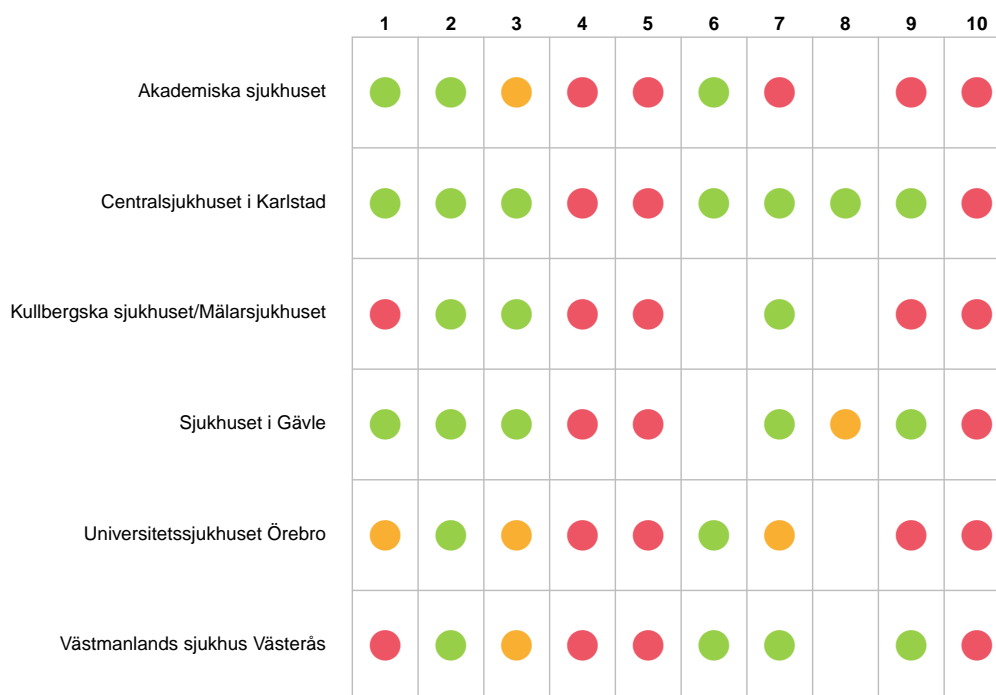 1 2 3 4 5 6 7 8 9 10
Akademiska sjukhuset
Centralsjukhuset i Karlstad
Kullbergska sjukhuset/Mälarsjukhuset
Sjukhuset i Gävle
Universitetssjukhuset Örebro
Västmanlands sjukhus Västerås